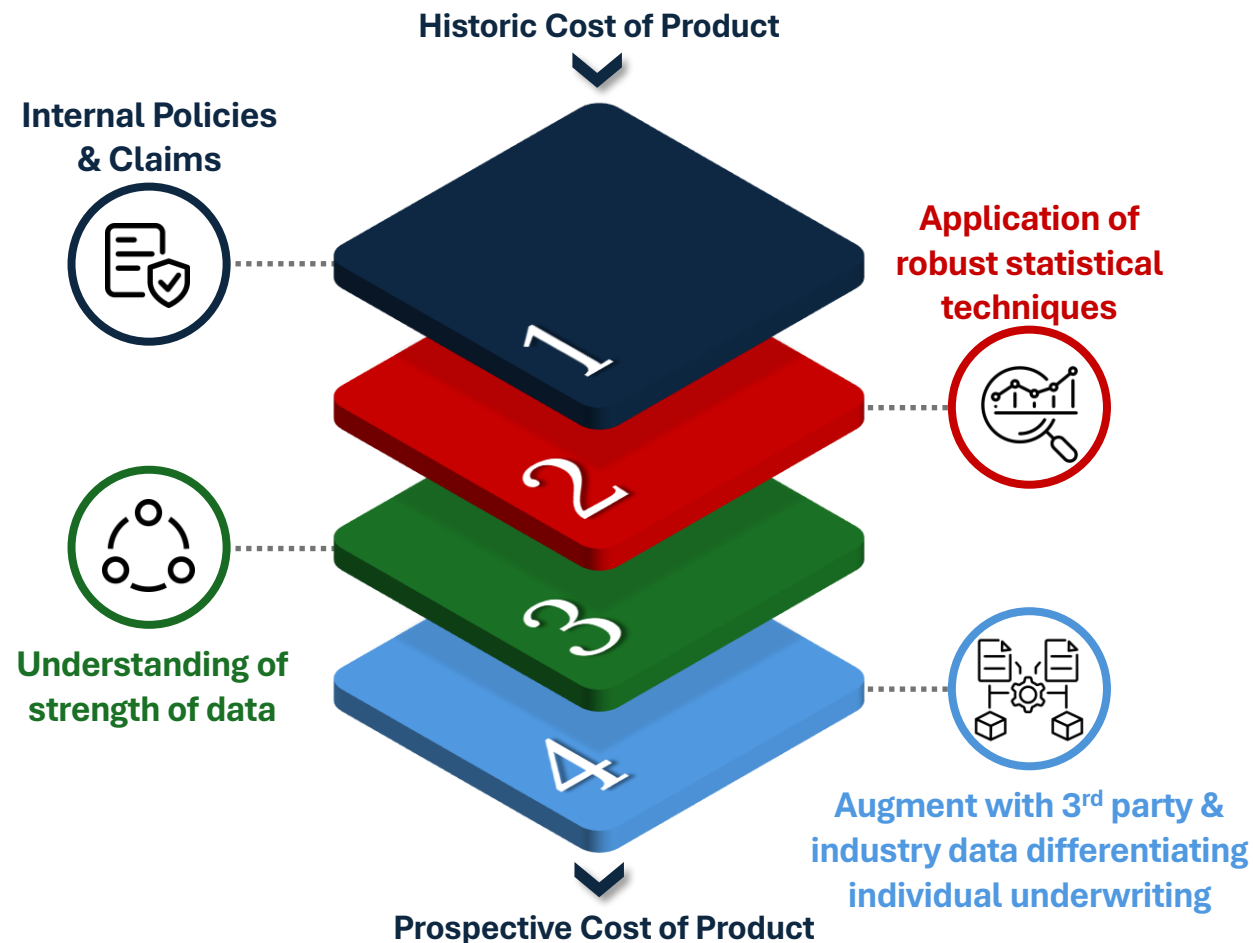 Historic Cost of Product
Internal Policies
& Claims
1
Application of
robust statistical
techniques
2
3
Understanding of
strength of data
4
Augment with 3rd party &
industry data differentiating
individual underwriting
Prospective Cost of Product